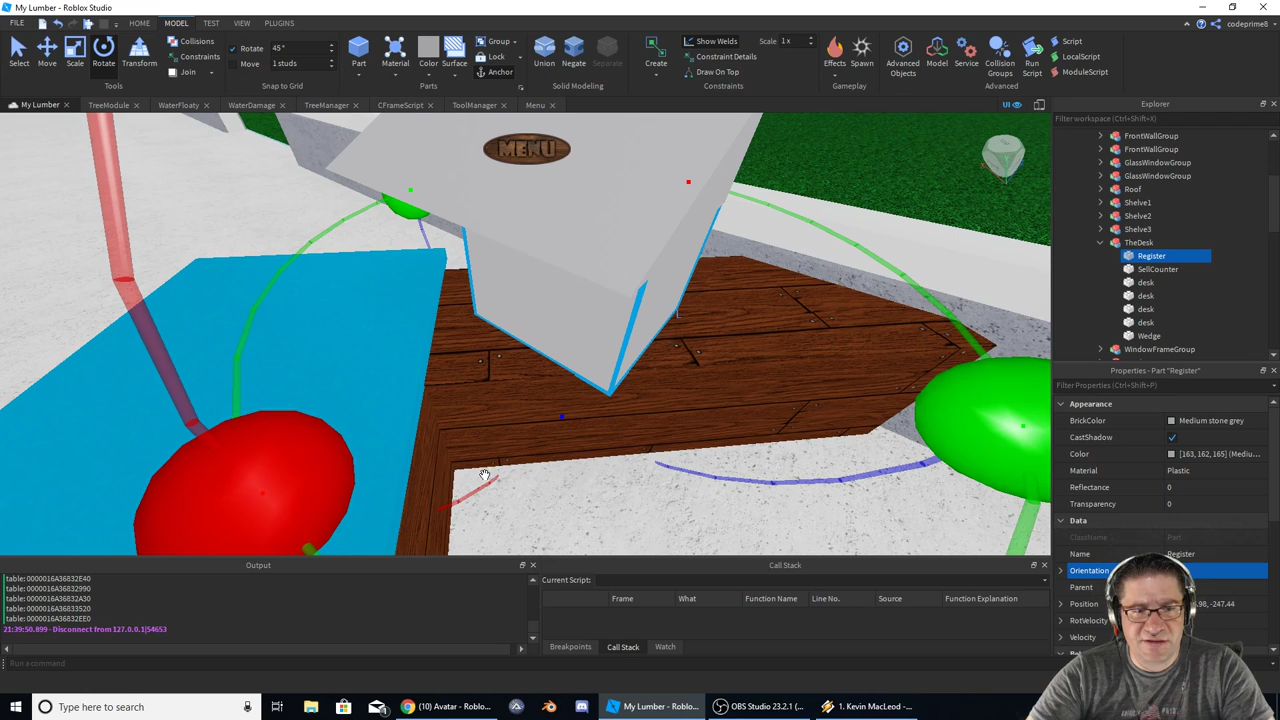 My Lumber - Roblox Studio
FILE HOME MODEL TEST VIEW PLUGINS codeprime8
Select Move Scale Rotate Transform
Collisions
Constraints
Join
Tools
Rotate 45°
Move 1 studs
Snap to Grid
Part Material Color Surface
Group
Lock
Anchor
Parts
Union Negate Separate
Solid Modeling
Create
Show Welds Scale 1 x
Constraint Details
Draw On Top
Constraints
Effects Spawn
Gameplay
Advanced Objects
Model Service
Collision Groups
Run Script
Script
LocalScript
ModuleScript
Advanced
My Lumber TreeModule WaterFloaty WaterDamage TreeManager CFrameScript ToolManager Menu UI
MENU
Explorer
Filter workspace (Ctrl+Shift+X)
FrontWallGroup
FrontWallGroup
GlassWindowGroup
GlassWindowGroup
Roof
Shelve1
Shelve2
Shelve3
TheDesk
Register
SellCounter
desk
desk
desk
desk
Wedge
WindowFrameGroup
Properties - Part "Register"
Filter Properties (Ctrl+Shift+P)
Appearance
BrickColor Medium stone grey
CastShadow
Color [163, 162, 165] (Mediu...
Material Plastic
Reflectance 0
Transparency 0
Data
ClassName Part
Name Register
Orientation
Parent
Position .98, -247.44
RotVelocity
Velocity
Output
table: 0000016A36832E40
table: 0000016A36832990
table: 0000016A36832A30
table: 0000016A36833520
table: 0000016A36832EE0
21:39:50.899 - Disconnect from 127.0.0.1|54653
Call Stack
Current Script:
Frame What Function Name Line No. Source Function Explanation
Breakpoints Call Stack Watch
Run a command
Type here to search
(10) Avatar - Roblo...
My Lumber - Roblo...
OBS Studio 23.2.1 (...
1. Kevin MacLeod - ...